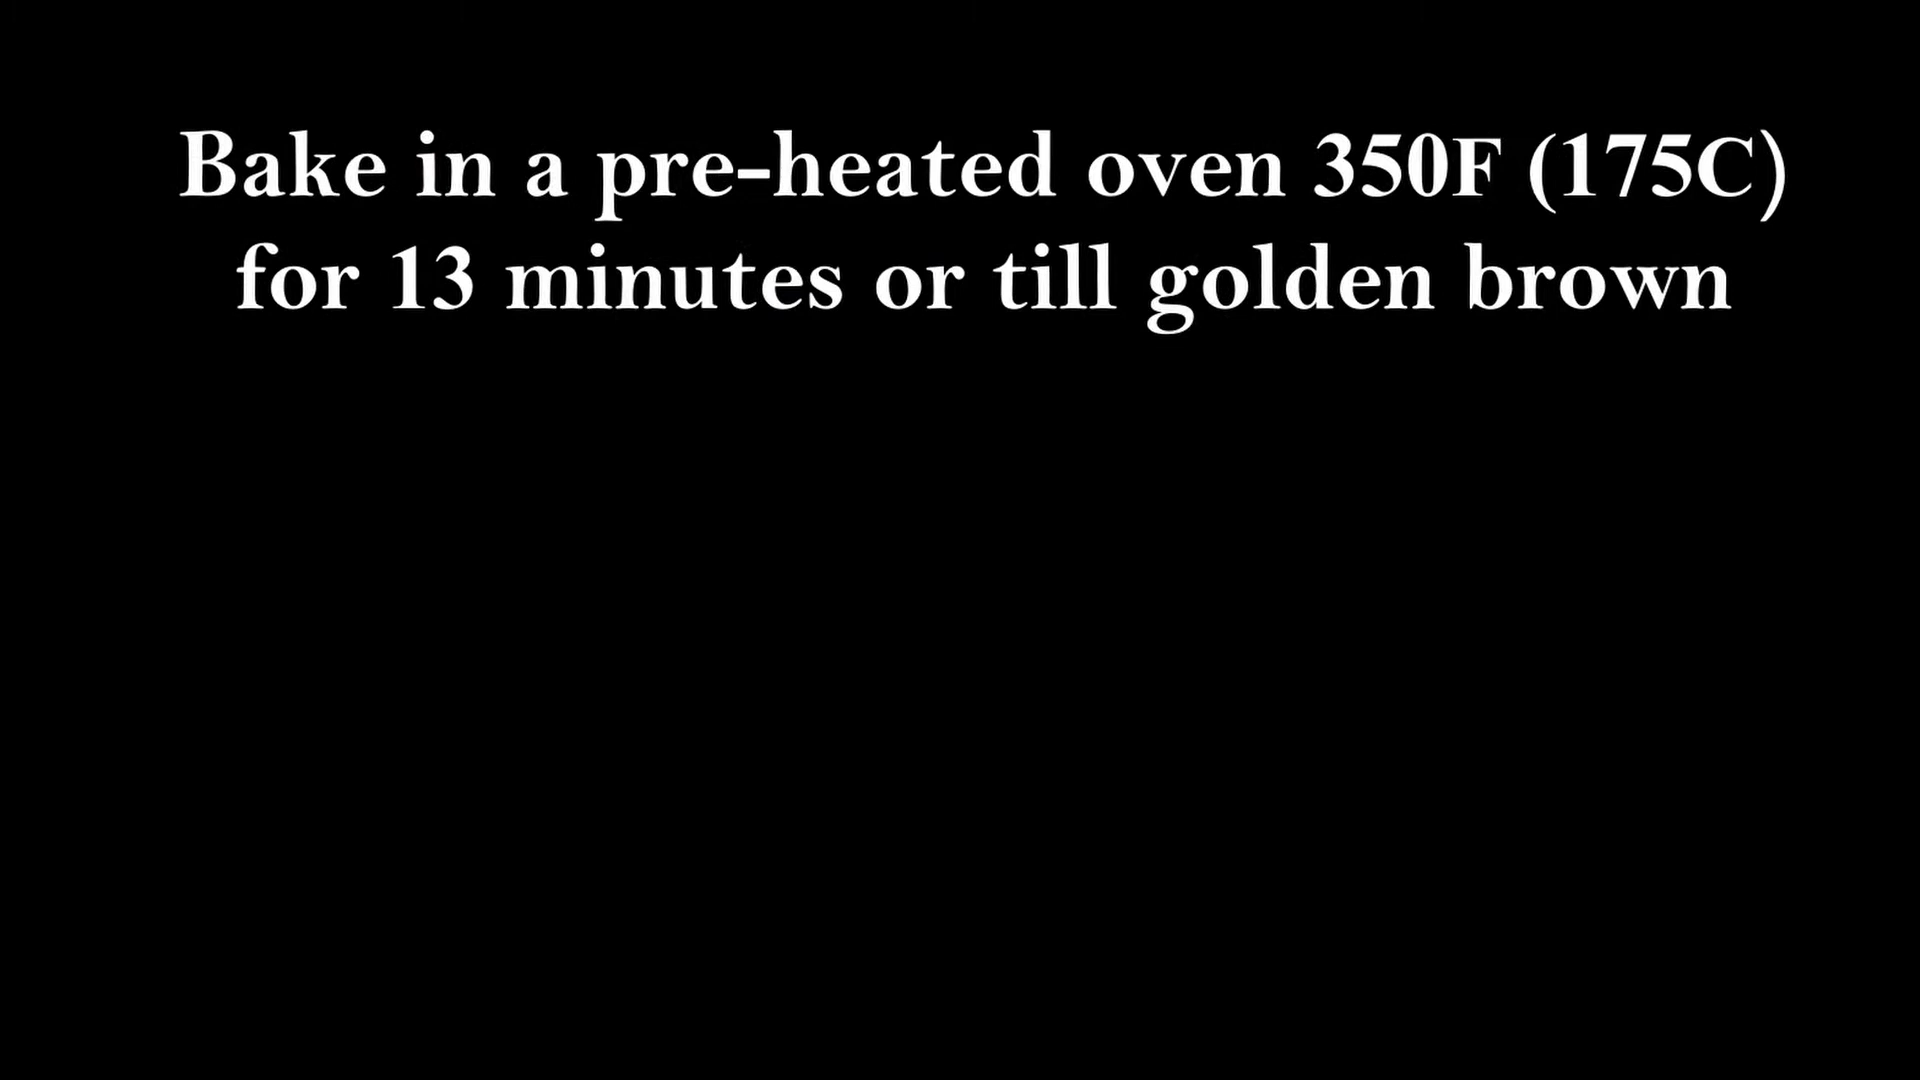 Bake in a pre-heated oven 350F (175C)
for 13 minutes or till golden brown